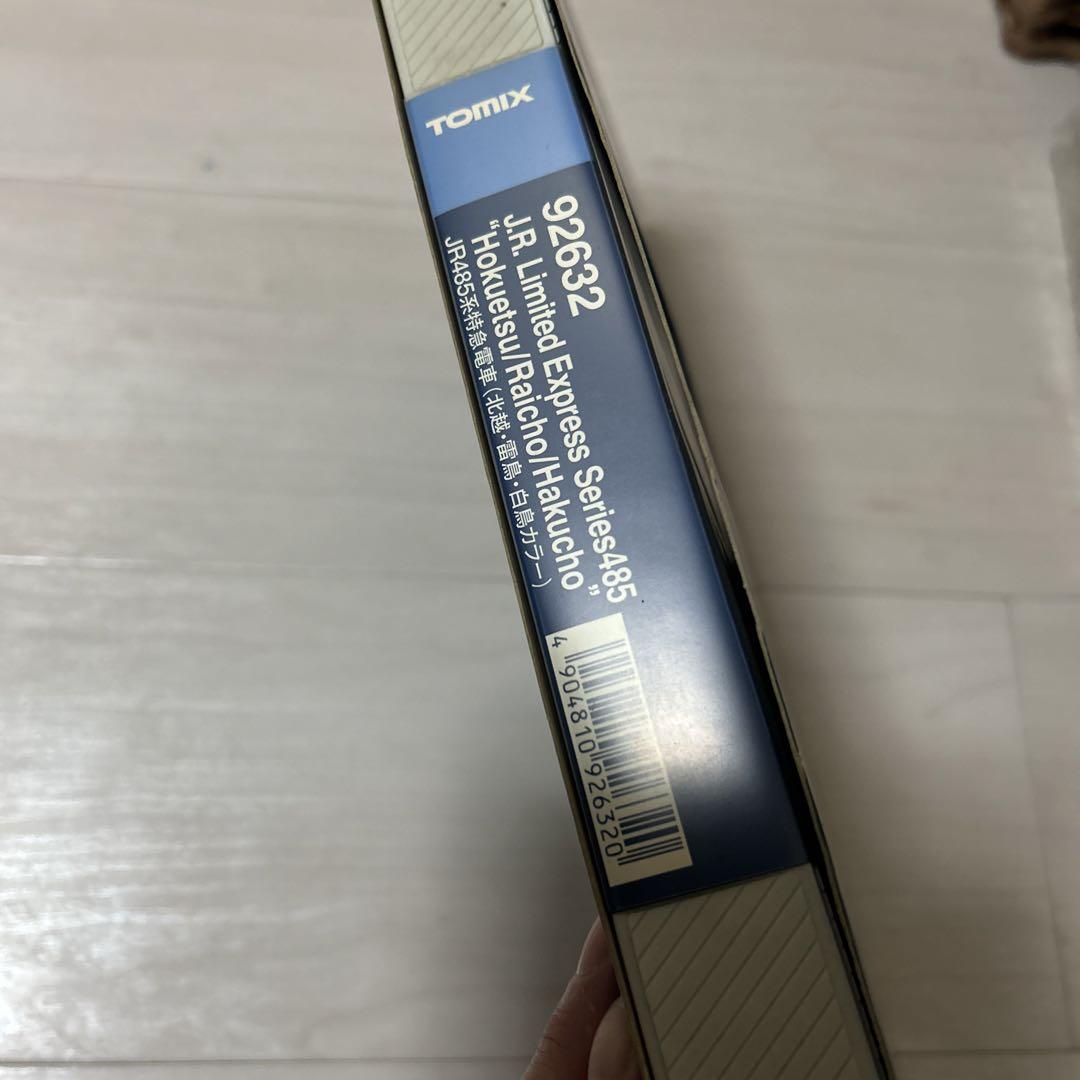 TOMIX
92632
J.R. Limited Express Series485
"Hokuetsu/Raicho/Hakucho"
JR485系特急電車（北越・雷鳥・白鳥カラー）
4 904810 926320